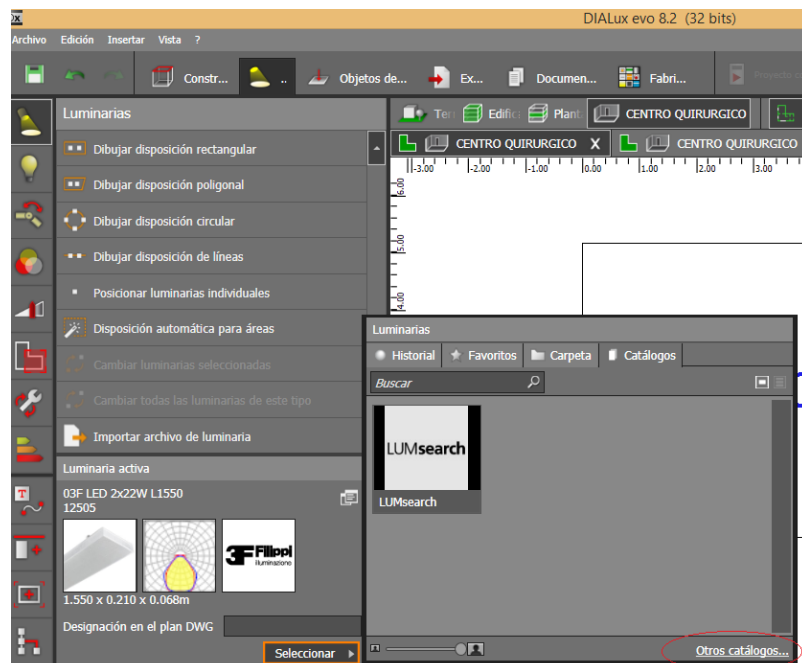 DIALux evo 8.2 (32 bits)
Archivo Edición Insertar Vista ?
Constr... .. Objetos de... Ex... Documen... Fabri... Proyecto
Luminarias
Edific Plant CENTRO QUIRURGICO
CENTRO QUIRURGICO X CENTRO QUIRURGICO
-3.00 -2.00 -1.00 0.00 1.00 2.00 3.00
6.00
5.00
4.00
Dibujar disposición rectangular
Dibujar disposición poligonal
Dibujar disposición circular
Dibujar disposición de líneas
Posicionar luminarias individuales
Disposición automática para áreas
Cambiar luminarias seleccionadas
Cambiar todas las luminarias de este tipo
Importar archivo de luminaria
Luminaria activa
03F LED 2x22W L1550
12505
3F Filippi
Illuminazione
1.550 x 0.210 x 0.068m
Designación en el plan DWG
Seleccionar
Luminarias
Historial Favoritos Carpeta Catálogos
Buscar
LUMsearch
LUMsearch
Otros catálogos...